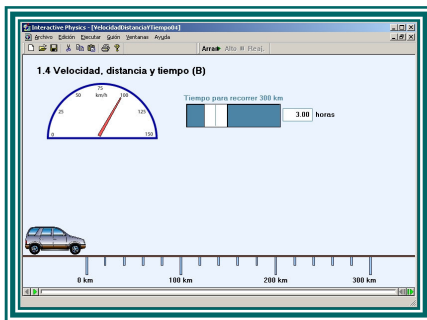 Interactive Physics - [VelocidadDistanciaYTiempo04]
Archivo Edición Ejecutar Guión Ventanas Ayuda
Arran Alto Reaj.
1.4 Velocidad, distancia y tiempo (B)
0 25 50 75 100 125 150
km/h
Tiempo para recorrer 300 km
3.00 horas
0 km 100 km 200 km 300 km